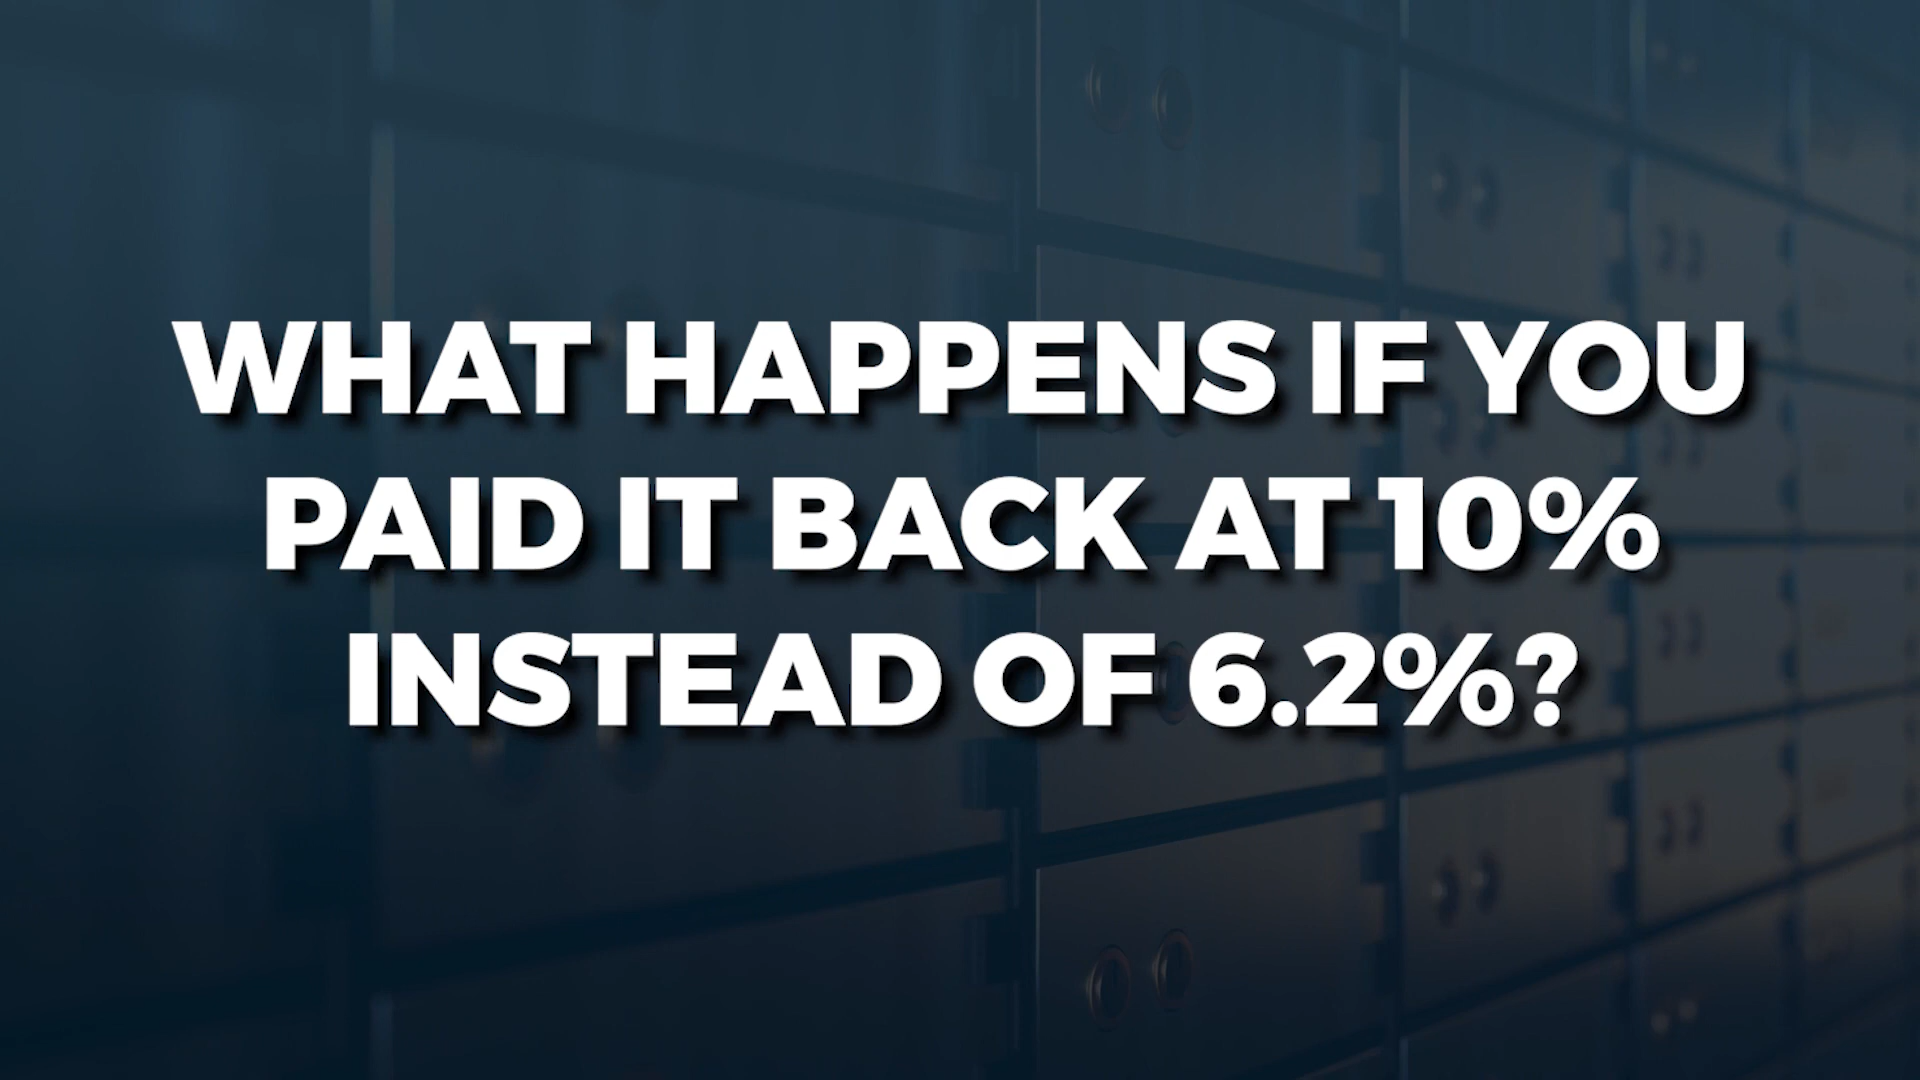 WHAT HAPPENS IF YOU
PAID IT BACK AT 10%
INSTEAD OF 6.2%?